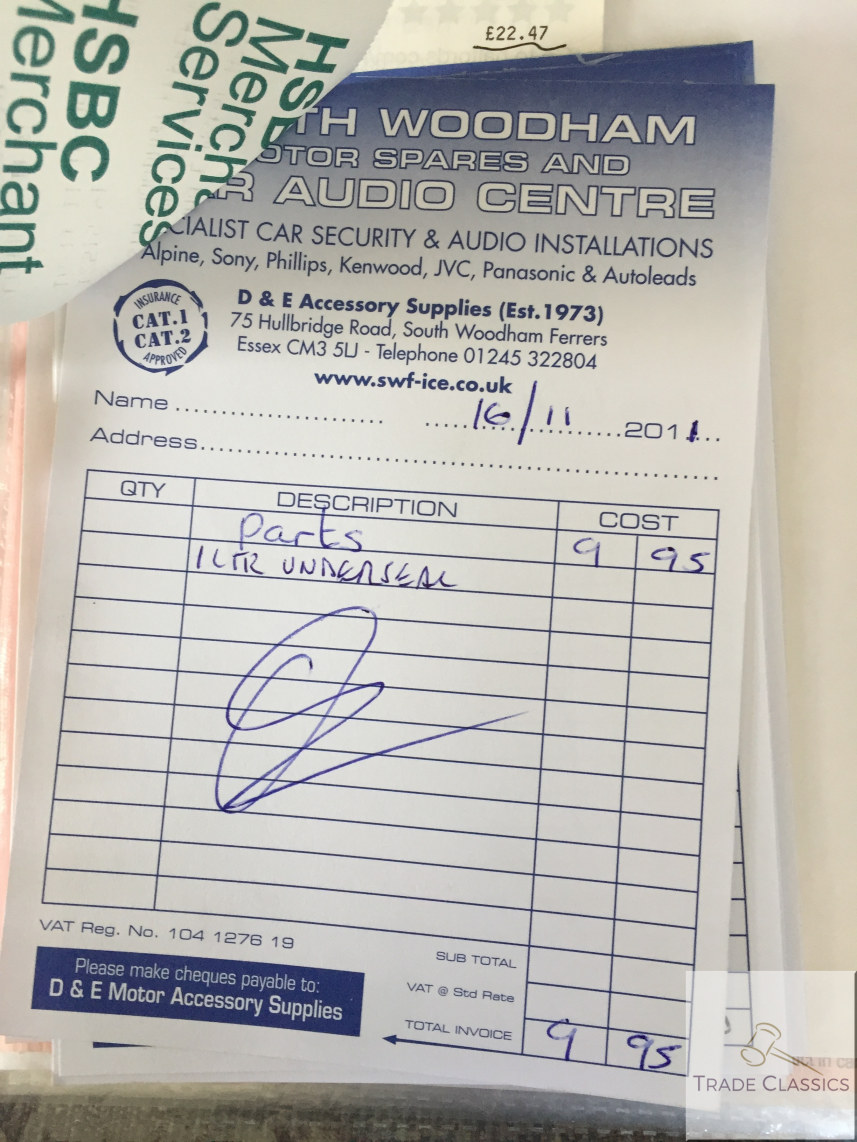 £22.47
HSBC
Merchant
Services
HSBC
Merchant
TH WOODHAM
OTOR SPARES AND
R AUDIO CENTRE
CIALIST CAR SECURITY & AUDIO INSTALLATIONS
Alpine, Sony, Phillips, Kenwood, JVC, Panasonic & Autoleads
INSURANCE
CAT.1
CAT.2
APPROVED
D & E Accessory Supplies (Est.1973)
75 Hullbridge Road, South Woodham Ferrers
Essex CM3 5LJ - Telephone 01245 322804
www.swf-ice.co.uk
Name 16/11 2011
Address
QTY DESCRIPTION COST
Parts 9 95
1 LTR UNDERSEAL
VAT Reg. No. 104 1276 19
SUB TOTAL
Please make cheques payable to:
D & E Motor Accessory Supplies
VAT @ Std Rate
TOTAL INVOICE 9 95
TRADE CLASSICS